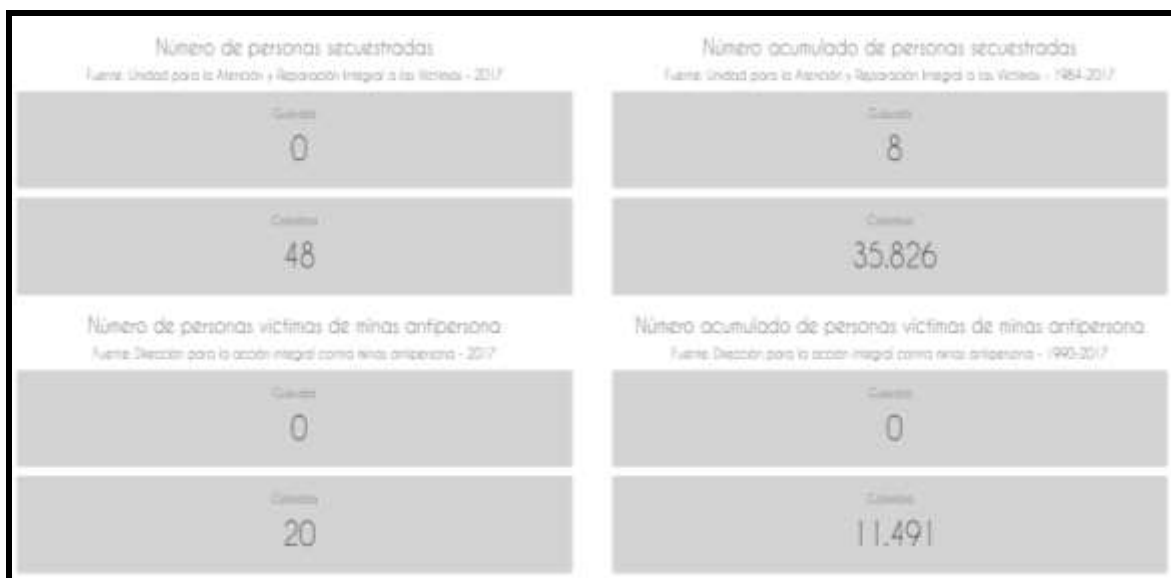 Número de personas secuestradas
Fuente: Unidad para la Atención y Reparación Integral a las Víctimas - 2017
0
Colombia
48
Número acumulado de personas secuestradas
Fuente: Unidad para la Atención y Reparación Integral a las Víctimas - 1984-2017
8
Colombia
35.826
Número de personas víctimas de minas antipersona
Fuente: Dirección para la acción integral contra minas antipersona - 2017
0
Colombia
20
Número acumulado de personas víctimas de minas antipersona
Fuente: Dirección para la acción integral contra minas antipersona - 1990-2017
0
Colombia
11.491